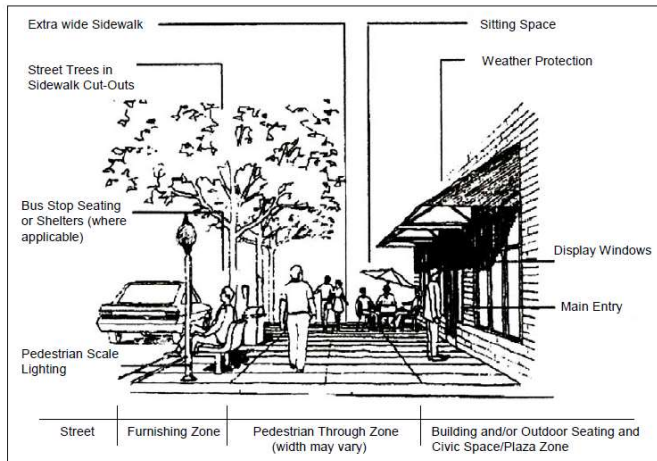 Extra wide Sidewalk
Sitting Space
Street Trees in
Sidewalk Cut-Outs
Weather Protection
Bus Stop Seating
or Shelters (where
applicable)
Display Windows
Main Entry
Pedestrian Scale
Lighting
Street
Furnishing Zone
Pedestrian Through Zone
(width may vary)
Building and/or Outdoor Seating and
Civic Space/Plaza Zone